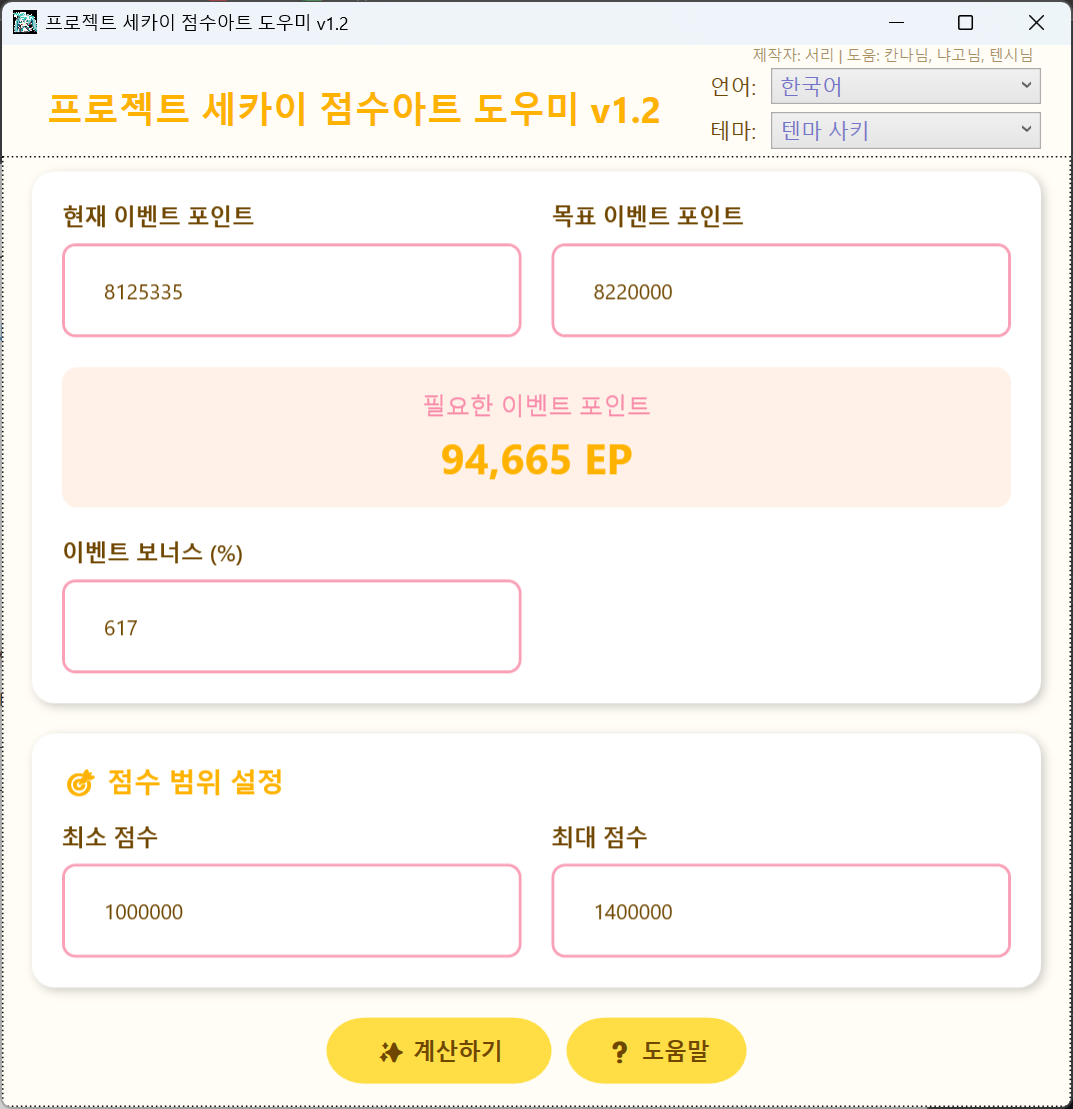 프로젝트 세카이 점수아트 도우미 v1.2
제작자: 서리 | 도움: 칸나님, 냐고님, 텐시님
프로젝트 세카이 점수아트 도우미 v1.2
언어: 한국어
테마: 텐마 사키
현재 이벤트 포인트 목표 이벤트 포인트
8125335 8220000
필요한 이벤트 포인트
94,665 EP
이벤트 보너스 (%)
617
점수 범위 설정
최소 점수 최대 점수
1000000 1400000
계산하기 ? 도움말